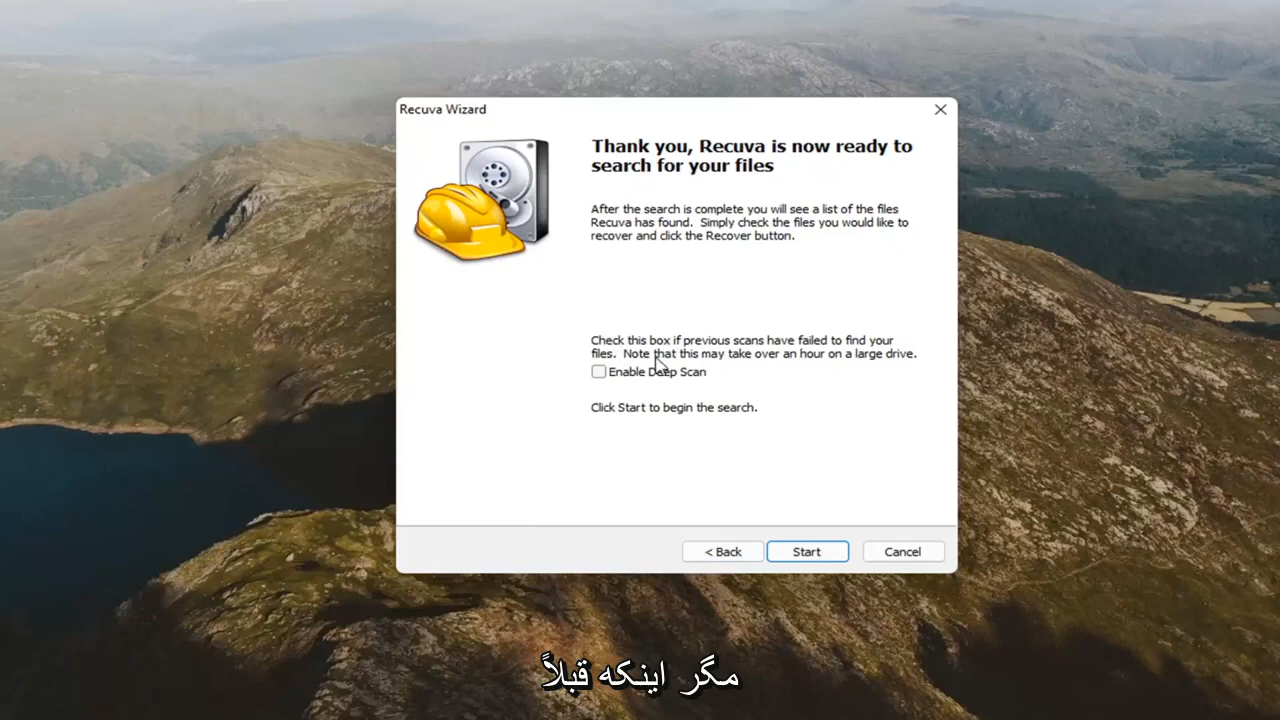 Recuva Wizard
Thank you, Recuva is now ready to
search for your files
After the search is complete you will see a list of the files
Recuva has found.  Simply check the files you would like to
recover and click the Recover button.
Check this box if previous scans have failed to find your
files.  Note that this may take over an hour on a large drive.
Enable Deep Scan
Click Start to begin the search.
< Back
Start
Cancel
مگر اینکه قبلاً